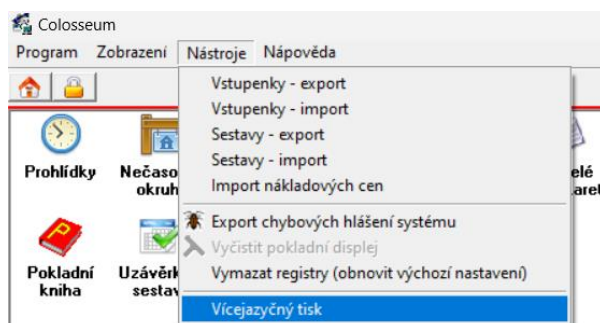 Colosseum
Program Zobrazení Nástroje Nápověda
Vstupenky - export
Vstupenky - import
Sestavy - export
Sestavy - import
Import nákladových cen
Export chybových hlášení systému
Vyčistit pokladní displej
Vymazat registry (obnovit výchozí nastavení)
Vícejazyčný tisk
Prohlídky
Pokladní
kniha